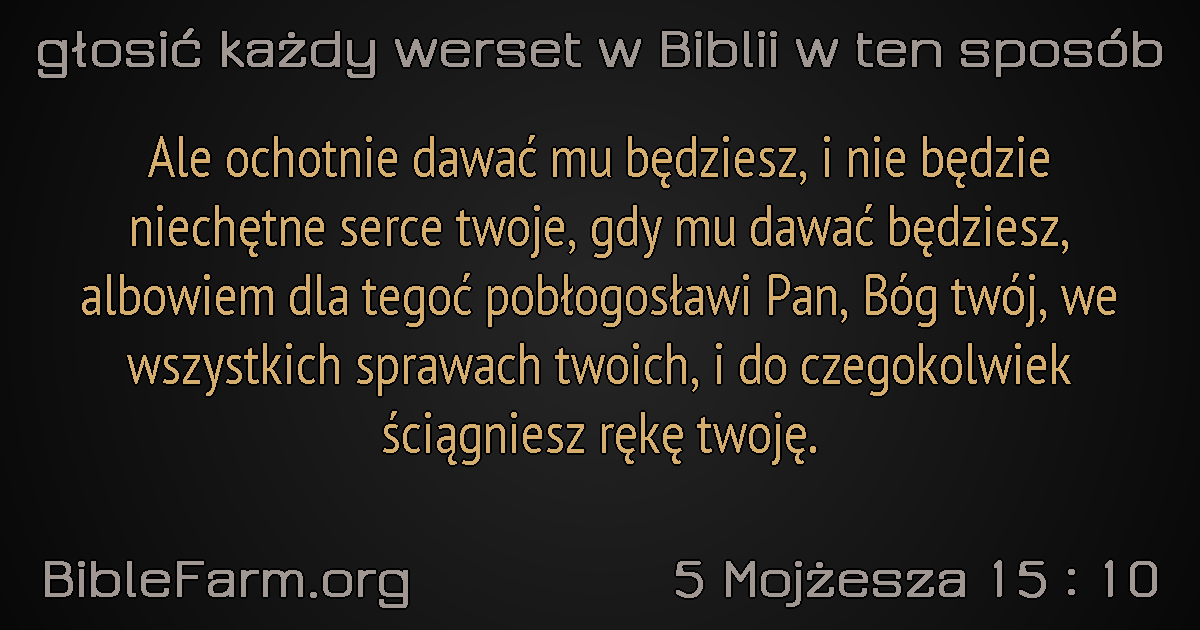 głosić każdy werset w Biblii w ten sposób
Ale ochotnie dawać mu będziesz, i nie będzie
niechętne serce twoje, gdy mu dawać będziesz,
albowiem dla tegoć pobłogosławi Pan, Bóg twój, we
wszystkich sprawach twoich, i do czegokolwiek
ściągniesz rękę twoję.
BibleFarm.org
5 Mojżesza 15 : 10